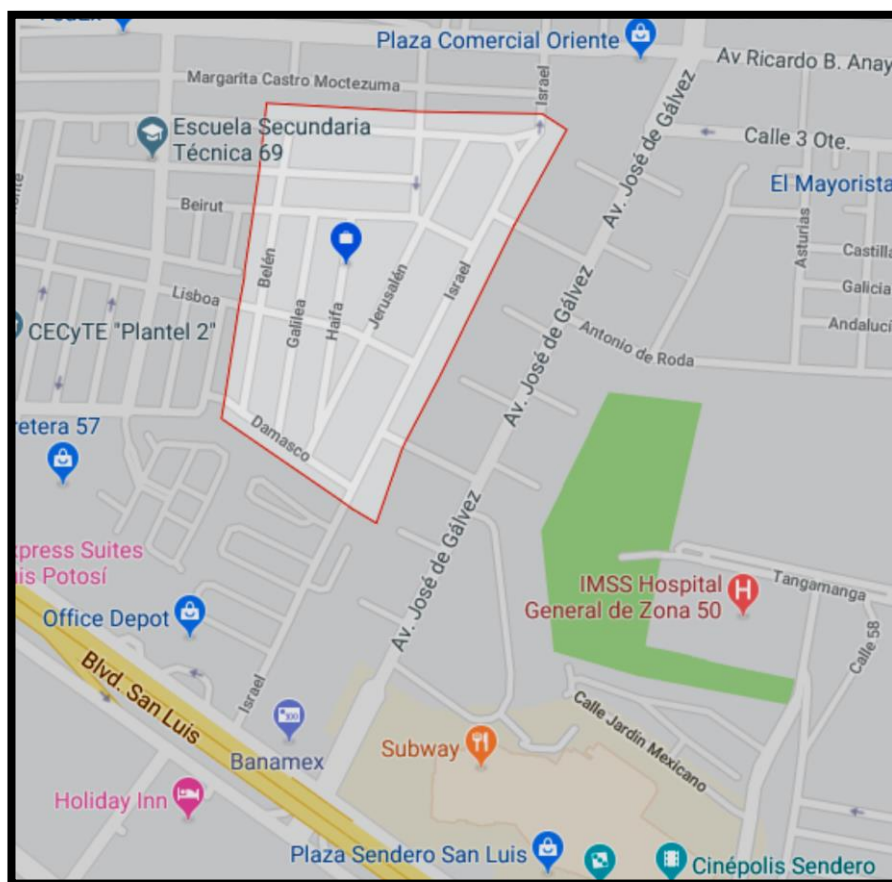 Plaza Comercial Oriente
Av Ricardo B. Anay
Margarita Castro Moctezuma
Israel
Escuela Secundaria
Técnica 69
Calle 3 Ote.
Av. José de Gálvez
El Mayorista
Beirut
Belén
Asturias
Castilla
Lisboa
Galilea
Haifa
Jerusalén
Israel
Galicia
CECyTE "Plantel 2"
Av. José de Gálvez
Antonio de Roda
Andalucí
retera 57
Damasco
Av. José de Gálvez
xpress Suites
is Potosí
IMSS Hospital
General de Zona 50
H
Tangamanga
Office Depot
Calle 58
Blvd. San Luis
Israel
Banamex
Subway
Calle Jardín Mexicano
Holiday Inn
Plaza Sendero San Luis
Cinépolis Sendero